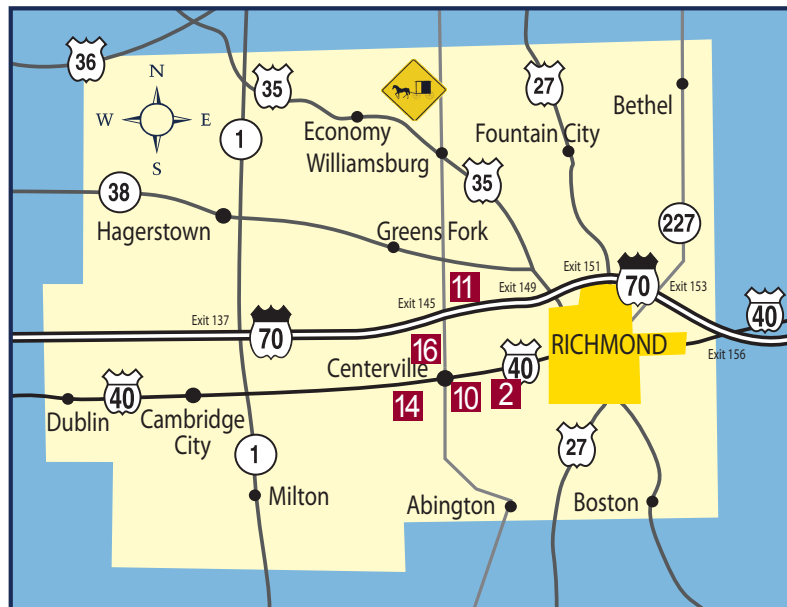 36
N
W
E
S
35
27
Bethel
1
Economy
Fountain City
Williamsburg
35
38
Hagerstown
227
Greens Fork
Exit 151
70
Exit 153
11
Exit 149
Exit 145
Exit 137
70
40
16
RICHMOND
Exit 156
Centerville
40
40
Dublin
Cambridge
City
14
10
2
27
1
Milton
Abington
Boston